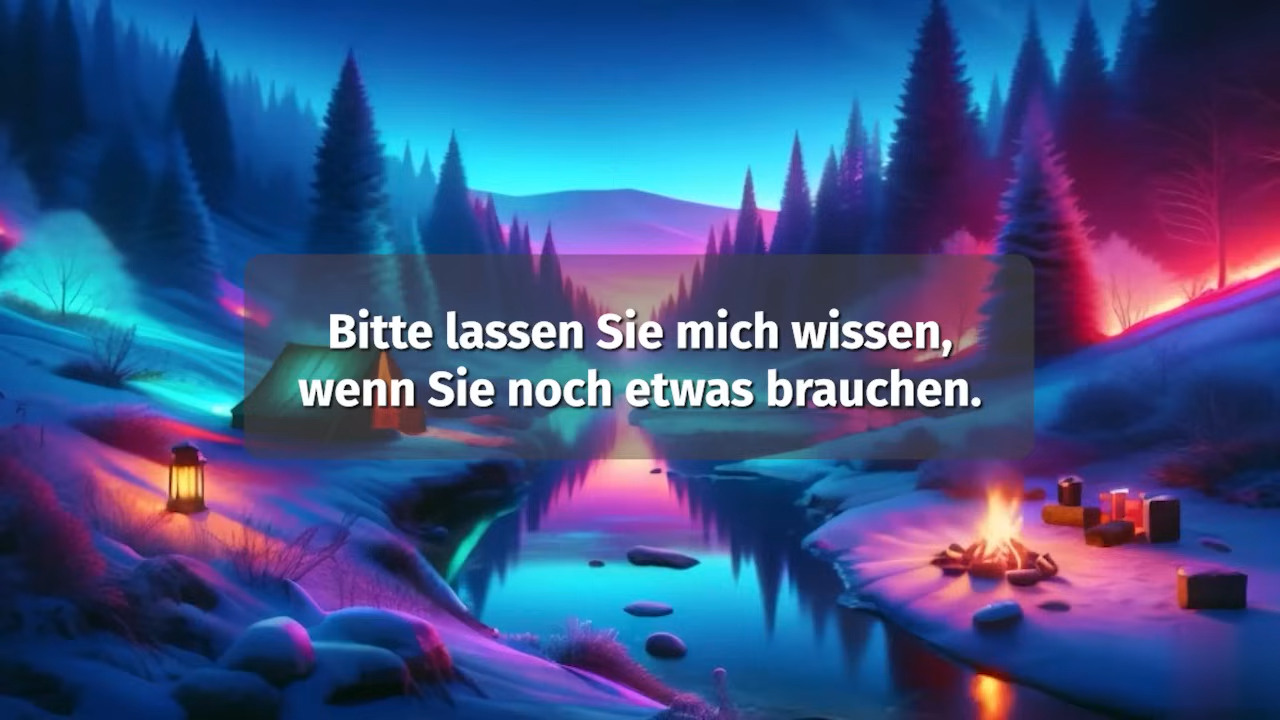 Bitte lassen Sie mich wissen,
wenn Sie noch etwas brauchen.